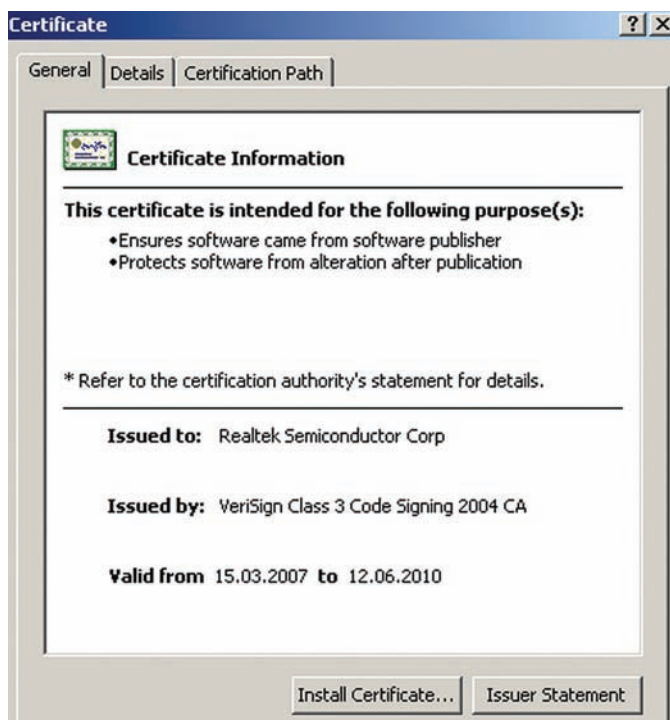 Certificate
General Details Certification Path
Certificate Information
This certificate is intended for the following purpose(s):
•Ensures software came from software publisher
•Protects software from alteration after publication
* Refer to the certification authority's statement for details.
Issued to: Realtek Semiconductor Corp
Issued by: VeriSign Class 3 Code Signing 2004 CA
Valid from 15.03.2007 to 12.06.2010
Install Certificate... Issuer Statement